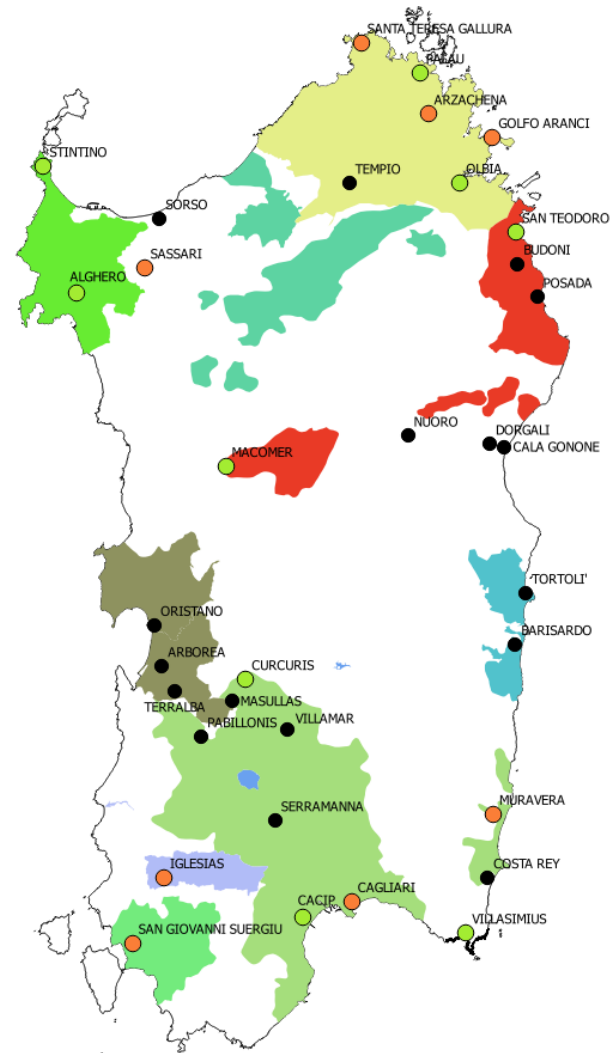 SANTA TERESA GALLURA
PALAU
ARZACHENA
GOLFO ARANCI
STINTINO
TEMPIO
OLBIA
SORSO
SAN TEODORO
BUDONI
SASSARI
ALGHERO
POSADA
NUORO
DORGALI
CALA GONONE
MACOMER
TORTOLI'
ORISTANO
BARISARDO
ARBOREA
CURCURIS
TERRALBA
MASULLAS
PABILLONIS
VILLAMAR
MURAVERA
SERRAMANNA
IGLESIAS
COSTA REY
CACIP
CAGLIARI
SAN GIOVANNI SUERGIU
VILLASIMIUS